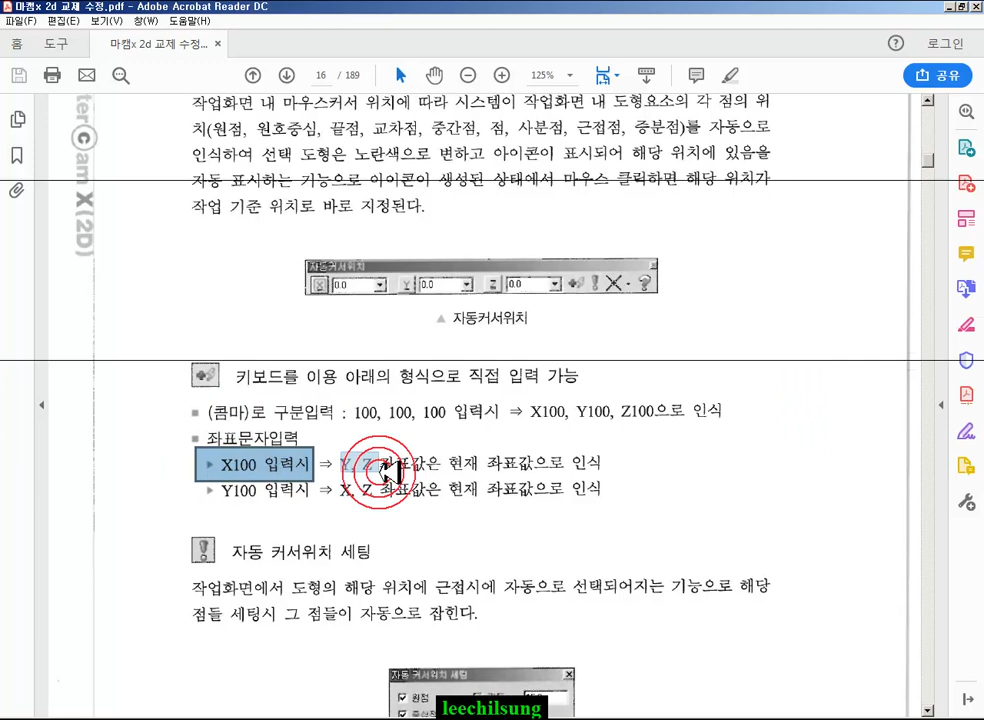 마캠x 2d 교제 수정.pdf - Adobe Acrobat Reader DC
파일(F) 편집(E) 보기(V) 창(W) 도움말(H)
홈 도구 마캠x 2d 교제 수정... × 로그인
16 / 189 125% 공유
ter ⓒam X(2D)
작업화면 내 마우스커서 위치에 따라 시스템이 작업화면 내 도형요소의 각 점의 위
치(원점, 원호중심, 끝점, 교차점, 중간점, 점, 사분점, 근접점, 증분점)를 자동으로
인식하여 선택 도형은 노란색으로 변하고 아이콘이 표시되어 해당 위치에 있음을
자동 표시하는 기능으로 아이콘이 생성된 상태에서 마우스 클릭하면 해당 위치가
작업 기준 위치로 바로 지정된다.
자동커서위치
X 0.0 Y 0.0 Z 0.0
▲ 자동커서위치
키보드를 이용 아래의 형식으로 직접 입력 가능
■ (콤마)로 구분입력 : 100, 100, 100 입력시 ⇒ X100, Y100, Z100으로 인식
■ 좌표문자입력
▶ X100 입력시 ⇒ Y, Z 좌표값은 현재 좌표값으로 인식
▶ Y100 입력시 ⇒ X, Z 좌표값은 현재 좌표값으로 인식
자동 커서위치 세팅
작업화면에서 도형의 해당 위치에 근접시에 자동으로 선택되어지는 기능으로 해당
점들 세팅시 그 점들이 자동으로 잡힌다.
자동 커서위치 세팅
원점
leechilsung